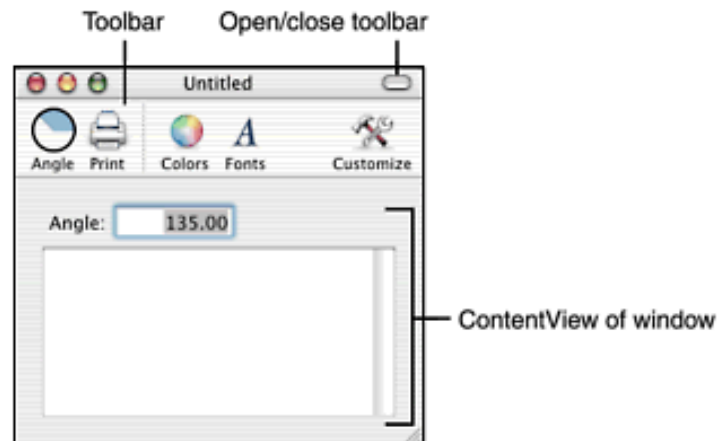 Toolbar
Open/close toolbar
Untitled
Angle Print Colors Fonts Customize
Angle: 135.00
ContentView of window